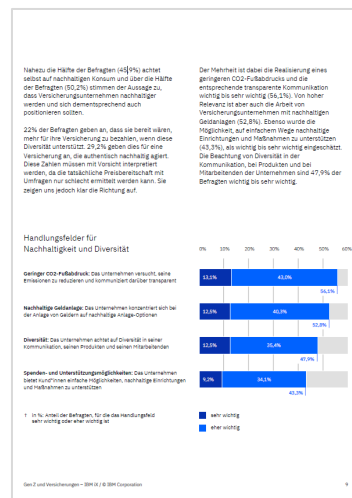 Nahezu die Hälfte der Befragten (45,9%) achtet
selbst auf nachhaltigen Konsum und über die Hälfte
der Befragten (50,2%) stimmen der Aussage zu,
dass Versicherungsunternehmen nachhaltiger
werden und sich dementsprechend auch
positionieren sollten.
22% der Befragten geben an, dass sie bereit wären,
mehr für ihre Versicherung zu bezahlen, wenn diese
Diversität unterstützt. 29,2% geben dies für eine
Versicherung an, die authentisch nachhaltig agiert.
Diese Zahlen müssen mit Vorsicht interpretiert
werden, da die tatsächliche Preisbereitschaft mit
Umfragen nur schlecht ermittelt werden kann. Sie
zeigen uns jedoch klar die Richtung auf.
Der Mehrheit ist dabei die Realisierung eines
geringeren CO2-Fußabdrucks und die
entsprechende transparente Kommunikation
wichtig bis sehr wichtig (56,1%). Von hoher
Relevanz ist aber auch die Arbeit von
Versicherungsunternehmen mit nachhaltigen
Geldanlagen (52,8%). Ebenso wurde die
Möglichkeit, auf einfachem Wege nachhaltige
Einrichtungen und Maßnahmen zu unterstützen
(43,3%), als wichtig bis sehr wichtig eingeschätzt.
Die Beachtung von Diversität in der
Kommunikation, bei Produkten und bei
Mitarbeitenden der Unternehmen sind 47,9% der
Befragten wichtig bis sehr wichtig.
Handlungsfelder für
Nachhaltigkeit und Diversität
0% 10% 20% 30% 40% 50% 60%
Geringer CO2-Fußabdruck: Das Unternehmen versucht, seine
Emissionen zu reduzieren und kommuniziert darüber transparent
13,1% 43,0%
56,1%
Nachhaltige Geldanlage: Das Unternehmen konzentriert sich bei
der Anlage von Geldern auf nachhaltige Anlage-Optionen
12,5% 40,3%
52,8%
Diversität: Das Unternehmen achtet auf Diversität in seiner
Kommunikation, seinen Produkten und seinen Mitarbeitenden
12,5% 35,4%
47,9%
Spenden- und Unterstützungsmöglichkeiten: Das Unternehmen
bietet Kund*innen einfache Möglichkeiten, nachhaltige Einrichtungen
und Maßnahmen zu unterstützen
9,2% 34,1%
43,3%
† in %: Anteil der Befragten, für die das Handlungsfeld
sehr wichtig oder eher wichtig ist
sehr wichtig
eher wichtig
Gen Z und Versicherungen – IBM iX / © IBM Corporation
9